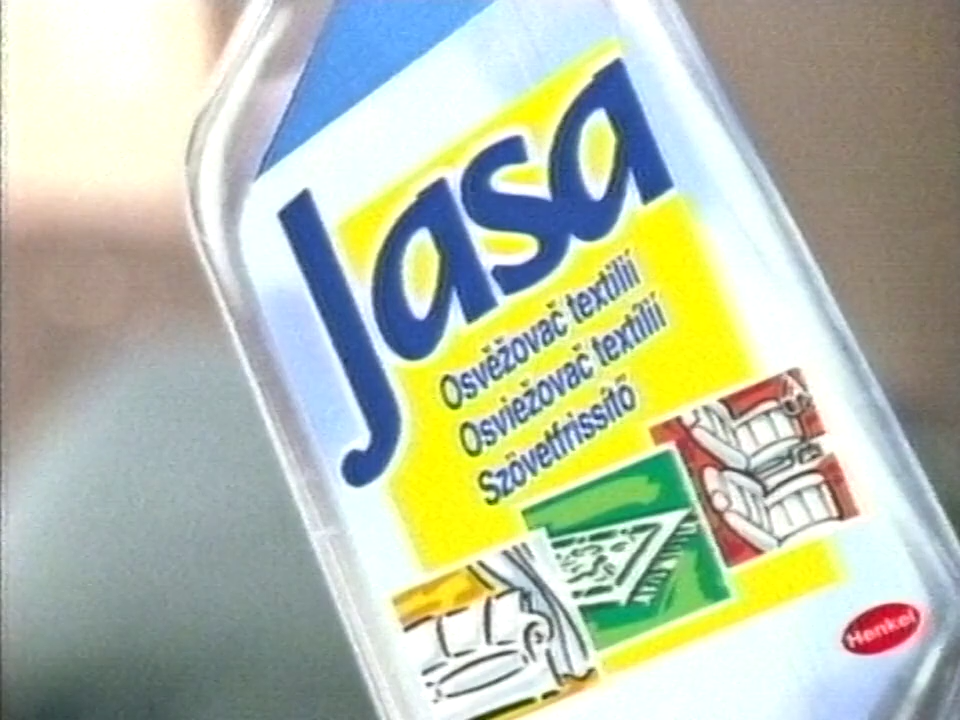 Jasa
Osvěžovač textilií
Osviežovač textílií
Szövetfrissítő
Henkel